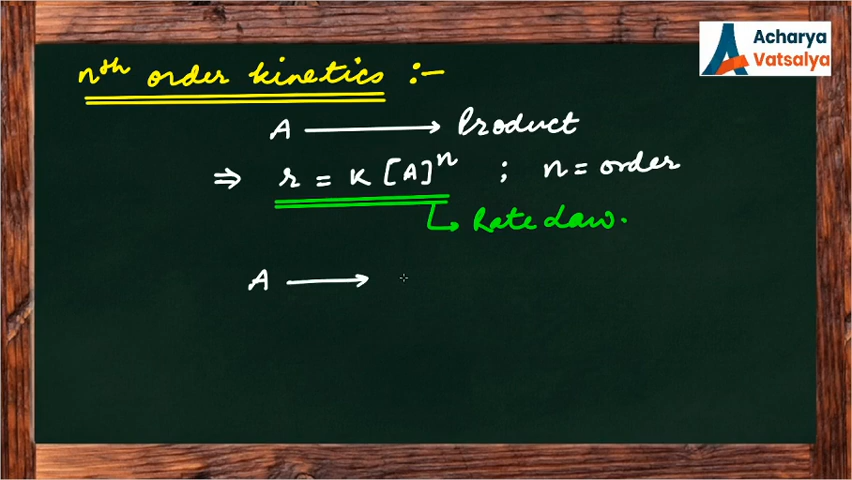 Acharya
Vatsalya
nth order kinetics :-
A ⟶ Product
⇒ r = K [A]^n ; n = order
↳ Rate Law.
A ⟶